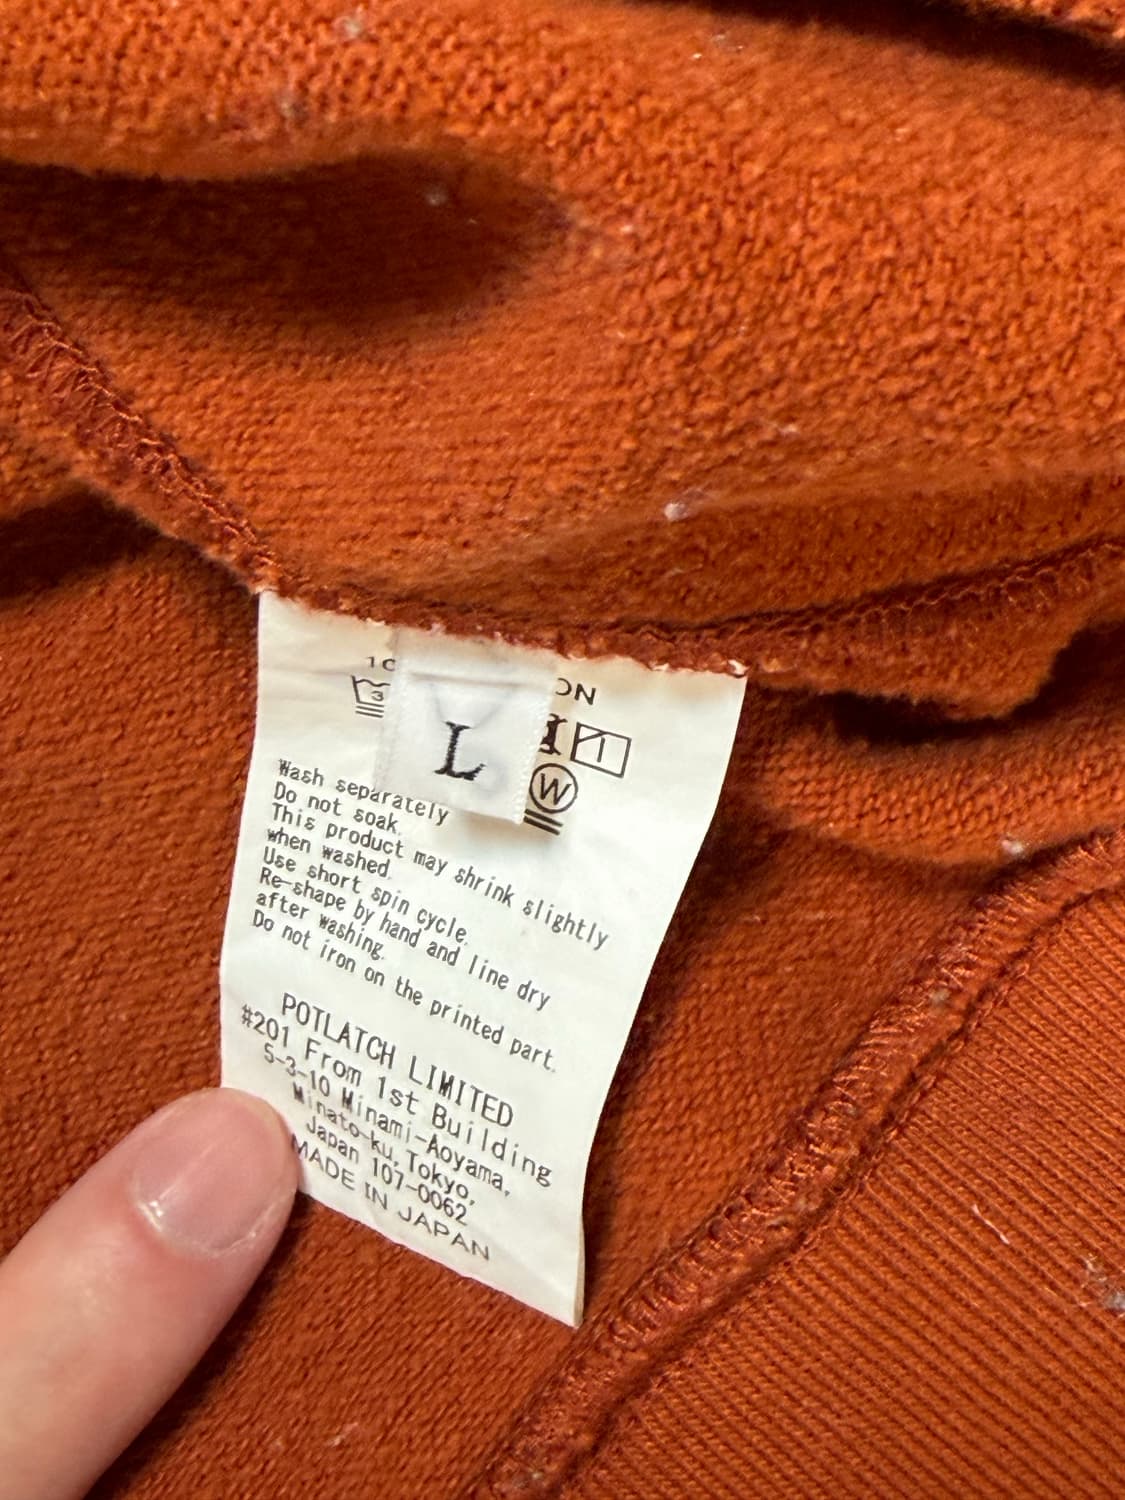 L
W
Wash separately
Do not soak.
This product may shrink slightly
when washed.
Use short spin cycle.
Re-shape by hand and line dry
after washing.
Do not iron on the printed part.
POTLATCH LIMITED
#201 From 1st Building
5-3-10 Minami-Aoyama,
Minato-ku, Tokyo,
Japan 107-0062
MADE IN JAPAN